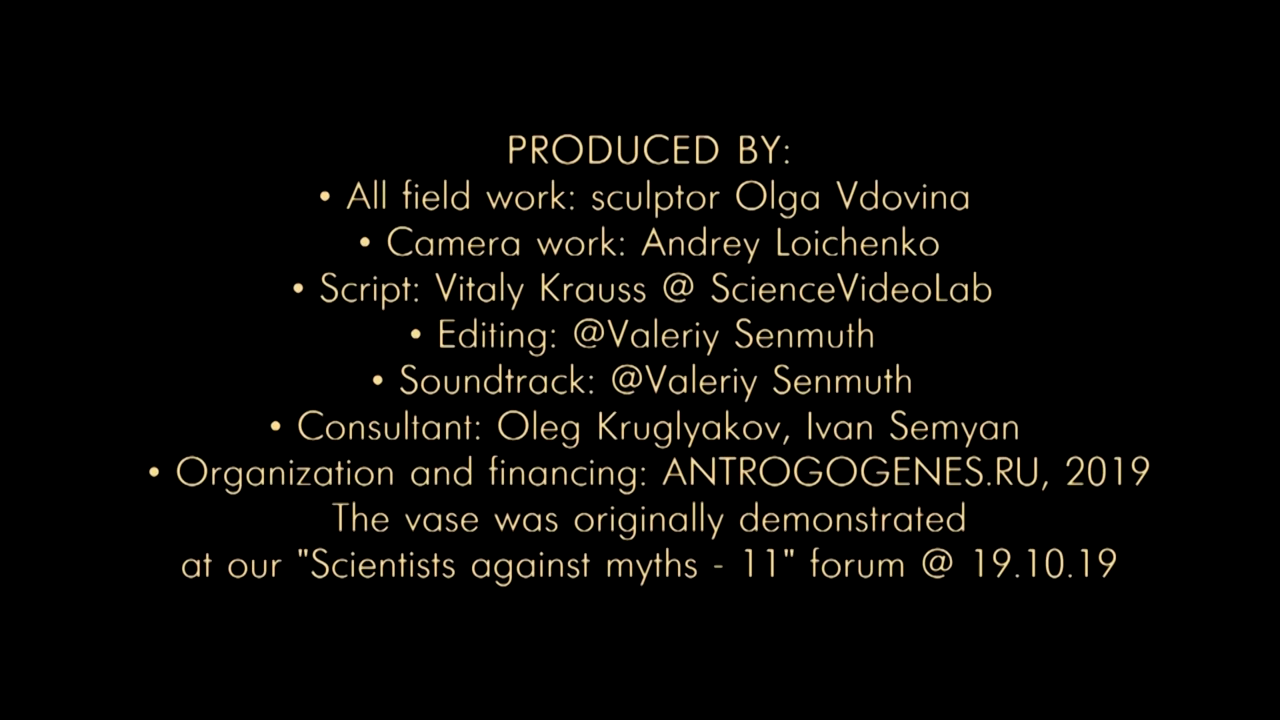 PRODUCED BY:
• All field work: sculptor Olga Vdovina
• Camera work: Andrey Loichenko
• Script: Vitaly Krauss @ ScienceVideoLab
• Editing: @Valeriy Senmuth
• Soundtrack: @Valeriy Senmuth
• Consultant: Oleg Kruglyakov, Ivan Semyan
• Organization and financing: ANTROGOGENES.RU, 2019
The vase was originally demonstrated
at our "Scientists against myths - 11" forum @ 19.10.19